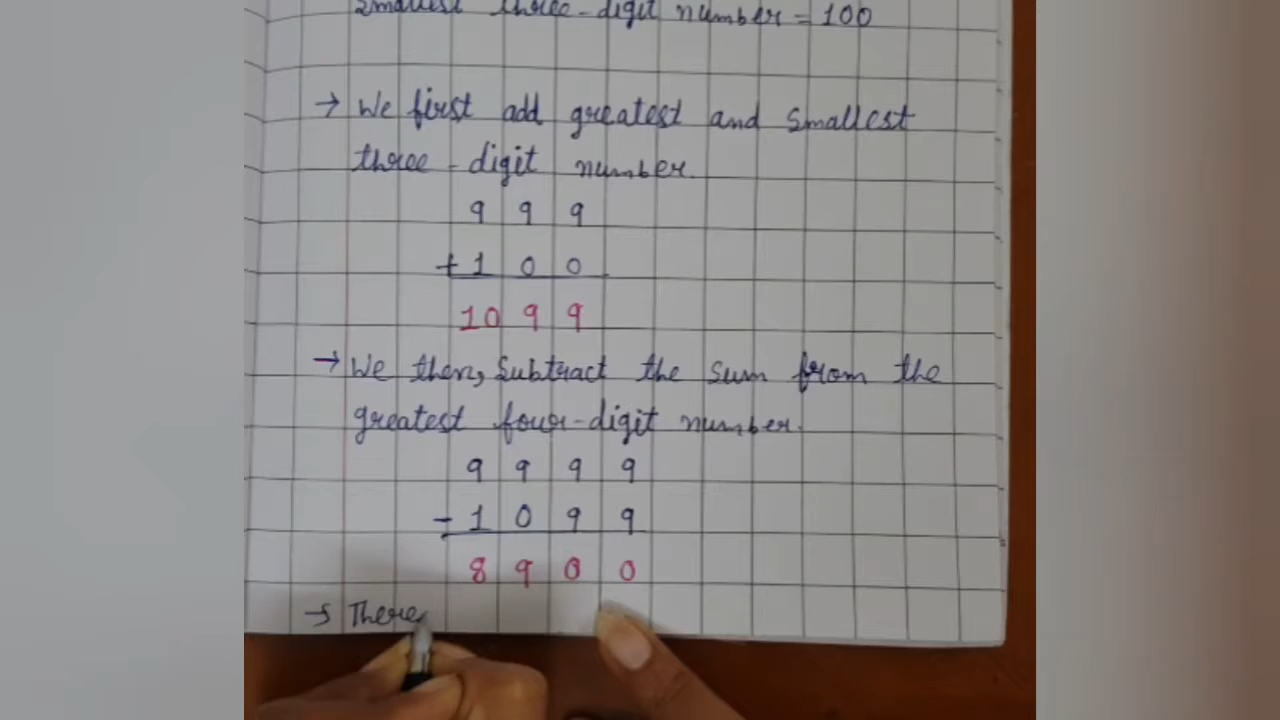 Smallest three-digit number = 100
→ We first add greatest and smallest
three-digit number.
9 9 9
+ 1 0 0
10 9 9
→ We then, subtract the sum from the
greatest four-digit number.
9 9 9 9
- 1 0 9 9
8 9 0 0
→ There